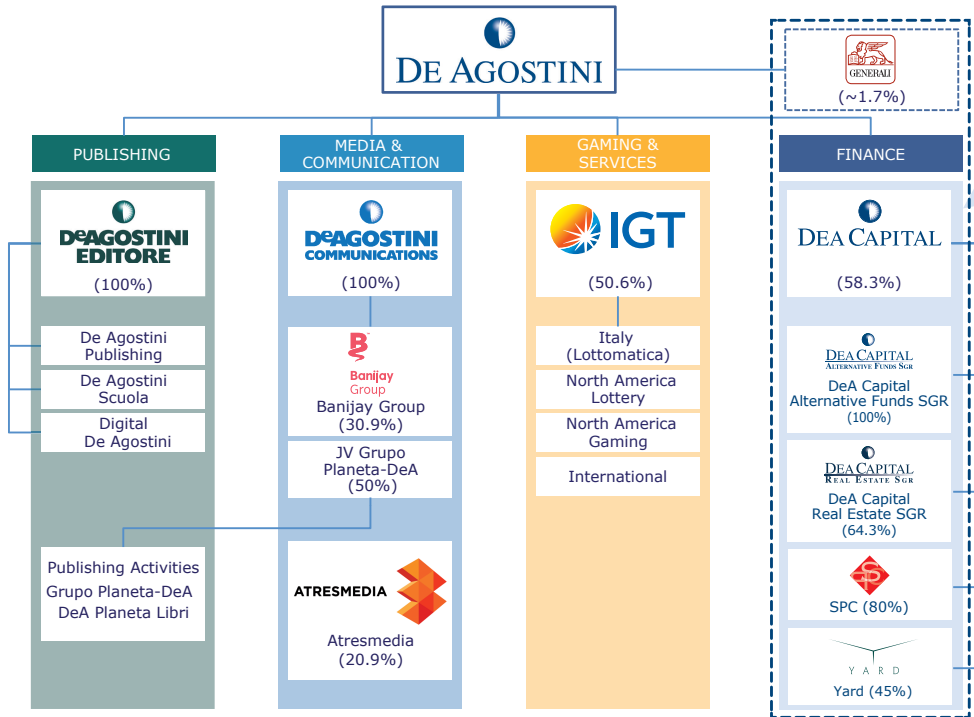 DE AGOSTINI
GENERALI
(~1.7%)
PUBLISHING
DeAGOSTINI
EDITORE
(100%)
De Agostini
Publishing
De Agostini
Scuola
Digital
De Agostini
Publishing Activities
Grupo Planeta-DeA
DeA Planeta Libri
MEDIA &
COMMUNICATION
DeAGOSTINI
COMMUNICATIONS
(100%)
Banijay
Group
Banijay Group
(30.9%)
JV Grupo
Planeta-DeA
(50%)
ATRESMEDIA
Atresmedia
(20.9%)
GAMING &
SERVICES
IGT
(50.6%)
Italy
(Lottomatica)
North America
Lottery
North America
Gaming
International
FINANCE
DEA CAPITAL
(58.3%)
DEA CAPITAL
ALTERNATIVE FUNDS SGR
DeA Capital
Alternative Funds SGR
(100%)
DEA CAPITAL
REAL ESTATE SGR
DeA Capital
Real Estate SGR
(64.3%)
SPC (80%)
YARD
Yard (45%)